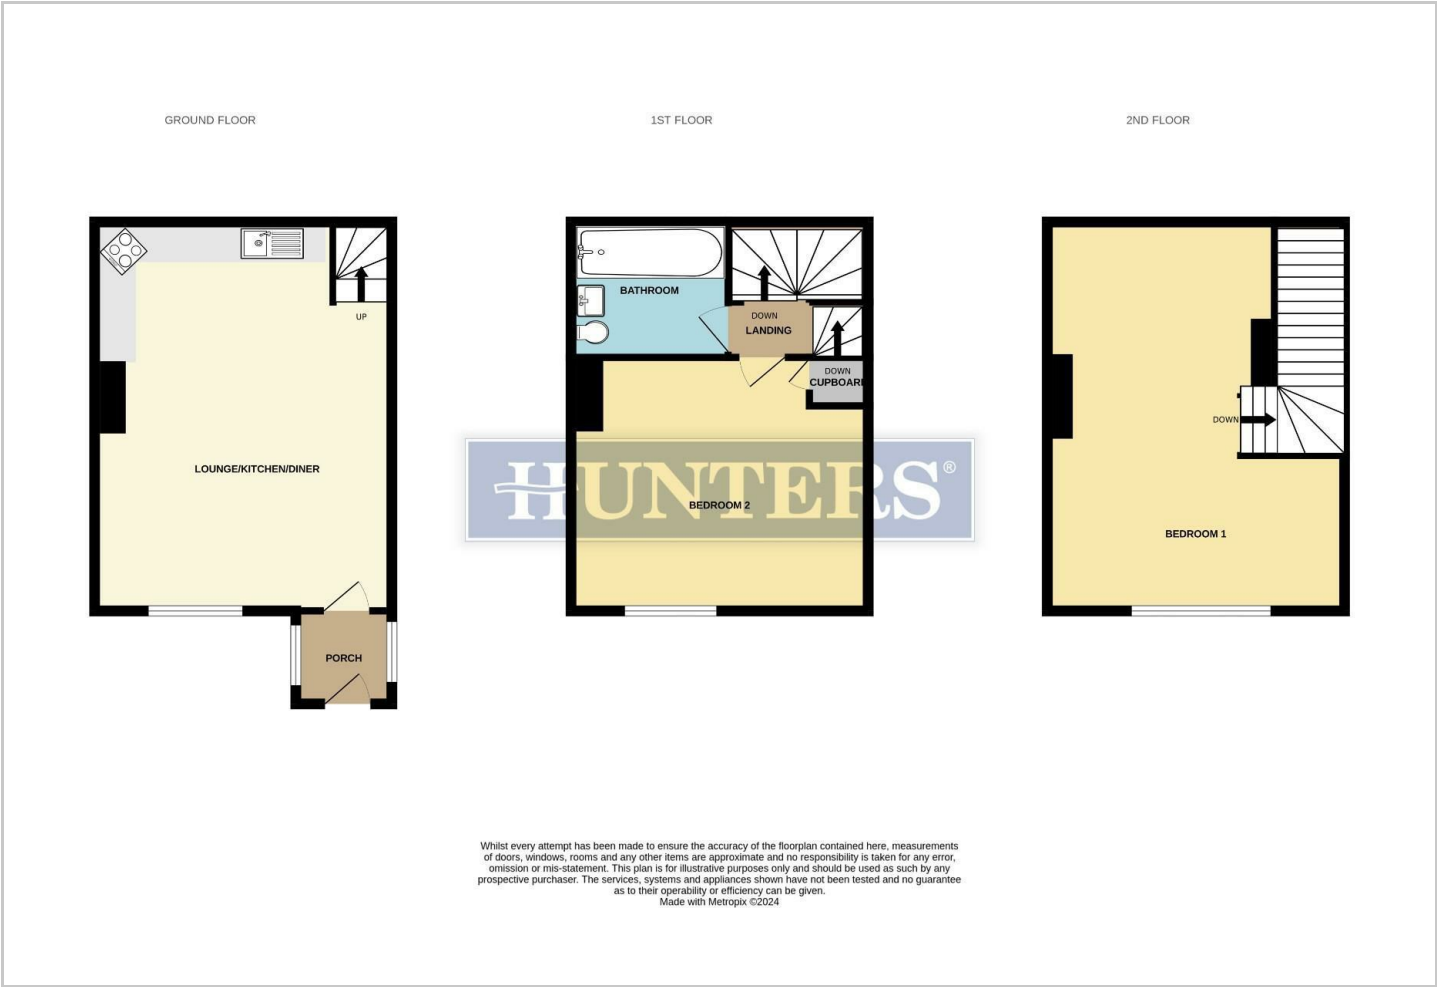 GROUND FLOOR
1ST FLOOR
2ND FLOOR
UP
LOUNGE/KITCHEN/DINER
PORCH
BATHROOM
DOWN
LANDING
DOWN
CUPBOARD
HUNTERS®
BEDROOM 2
DOWN
BEDROOM 1
Whilst every attempt has been made to ensure the accuracy of the floorplan contained here, measurements
of doors, windows, rooms and any other items are approximate and no responsibility is taken for any error,
omission or mis-statement. This plan is for illustrative purposes only and should be used as such by any
prospective purchaser. The services, systems and appliances shown have not been tested and no guarantee
as to their operability or efficiency can be given.
Made with Metropix ©2024